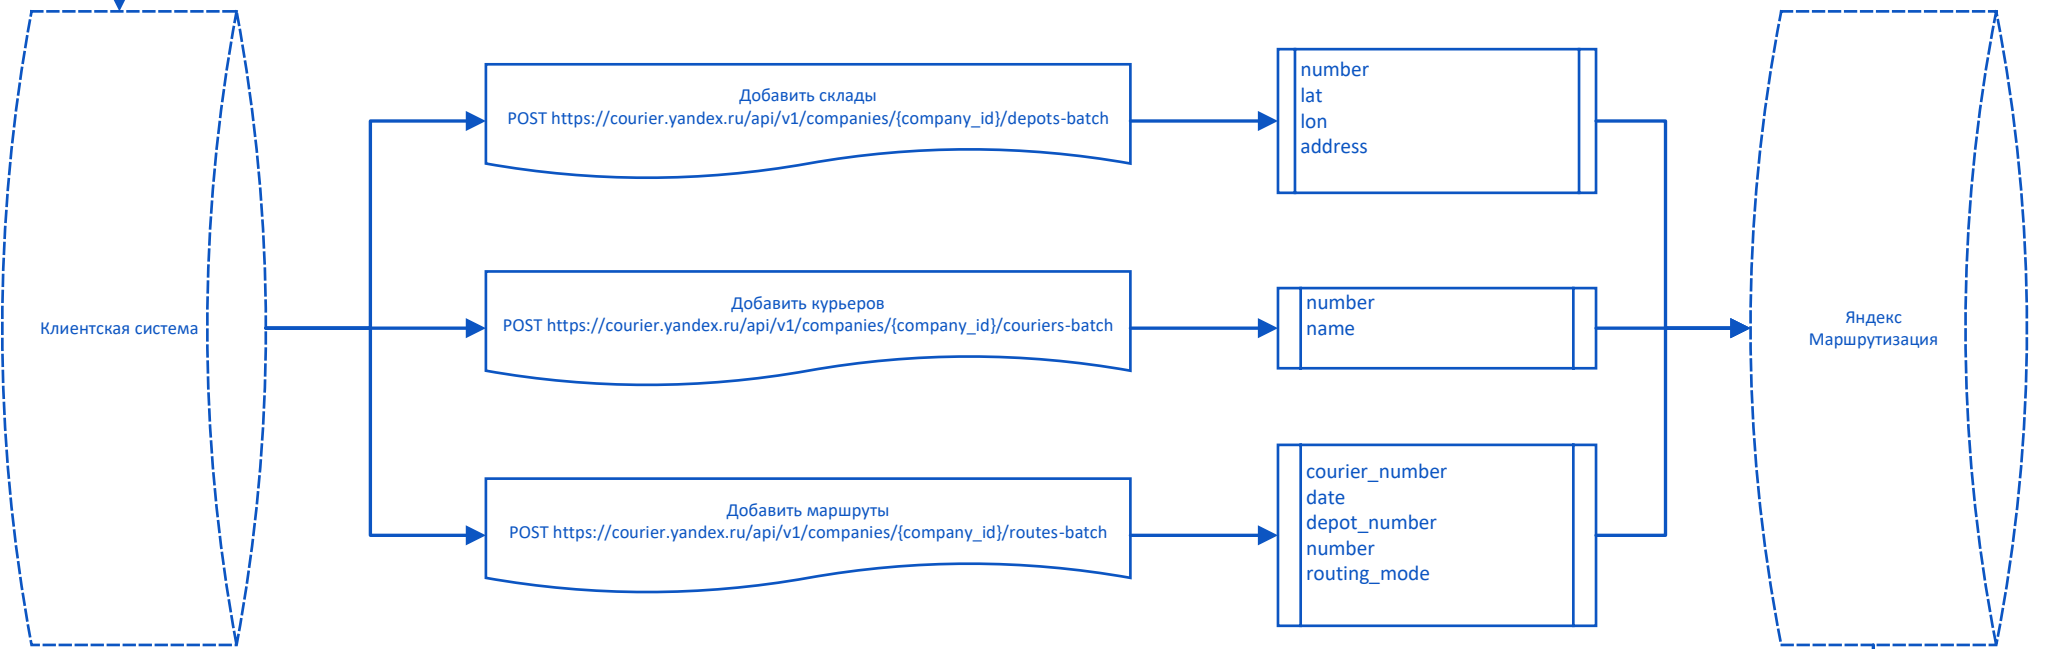 Клиентская система
Добавить склады
POST https://courier.yandex.ru/api/v1/companies/{company_id}/depots-batch
number
lat
lon
address
Добавить курьеров
POST https://courier.yandex.ru/api/v1/companies/{company_id}/couriers-batch
number
name
Добавить маршруты
POST https://courier.yandex.ru/api/v1/companies/{company_id}/routes-batch
courier_number
date
depot_number
number
routing_mode
Яндекс
Маршрутизация